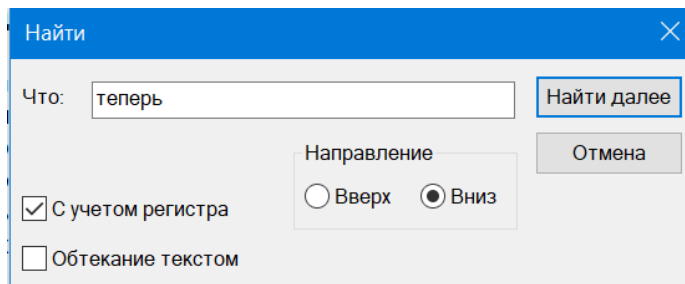 Найти
Что: теперь Найти далее
Направление Отмена
Вверх Вниз
С учетом регистра
Обтекание текстом